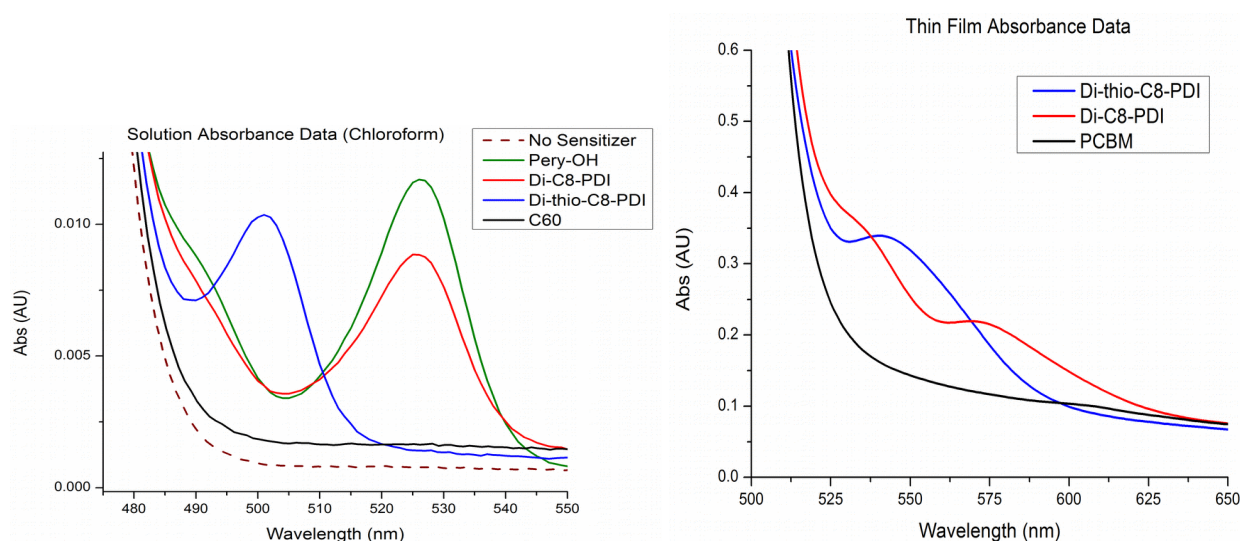 Solution Absorbance Data (Chloroform)
No Sensitizer
Pery-OH
Di-C8-PDI
Di-thio-C8-PDI
C60
Abs (AU)
0.010
0.005
0.000
480 490 500 510 520 530 540 550
Wavelength (nm)
Thin Film Absorbance Data
Di-thio-C8-PDI
Di-C8-PDI
PCBM
Abs (AU)
0.6
0.5
0.4
0.3
0.2
0.1
0.0
500 525 550 575 600 625 650
Wavelength (nm)